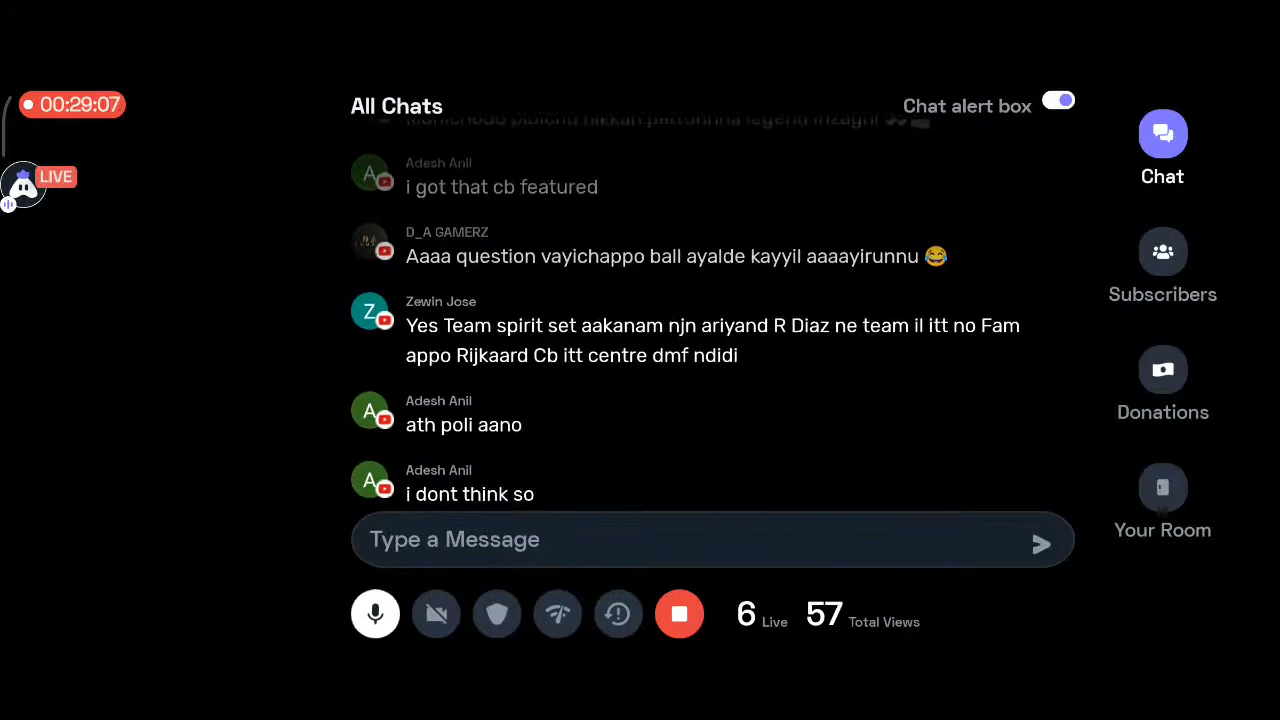 00:29:07
All Chats
Chat alert box
LIVE
Adesh Anil
A
i got that cb featured
D_A GAMERZ
Aaaa question vayichappo ball ayalde kayyil aaaayirunnu 😂
Zewin Jose
Z
Yes Team spirit set aakanam njn ariyand R Diaz ne team il itt no Fam
appo Rijkaard Cb itt centre dmf ndidi
Adesh Anil
A
ath poli aano
Adesh Anil
A
i dont think so
Type a Message
6 Live 57 Total Views
Chat
Subscribers
Donations
Your Room